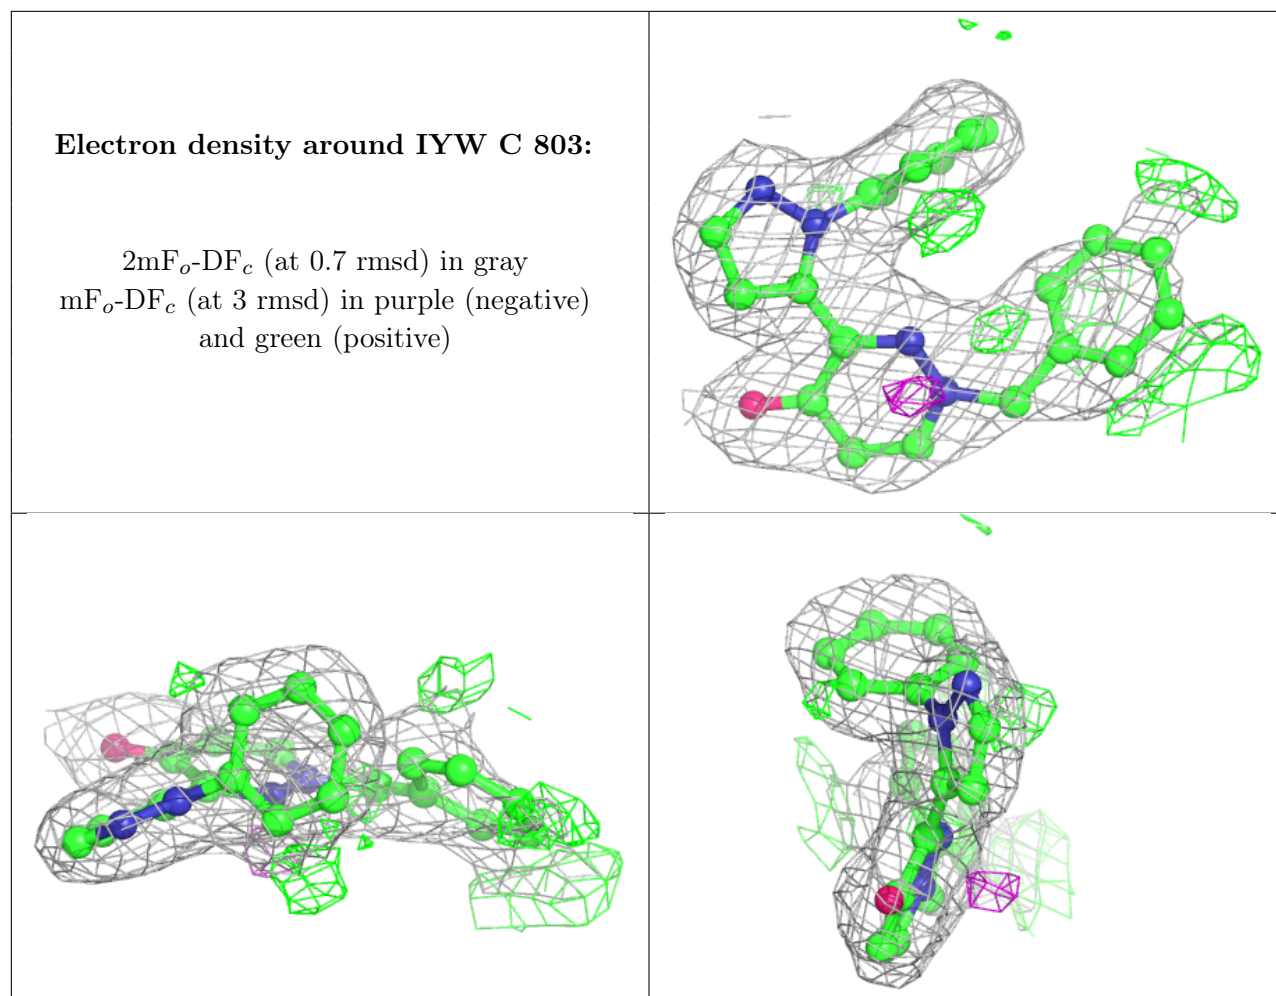 Electron density around IYW C 803:
2mFo-DFc (at 0.7 rmsd) in gray
mFo-DFc (at 3 rmsd) in purple (negative)
and green (positive)